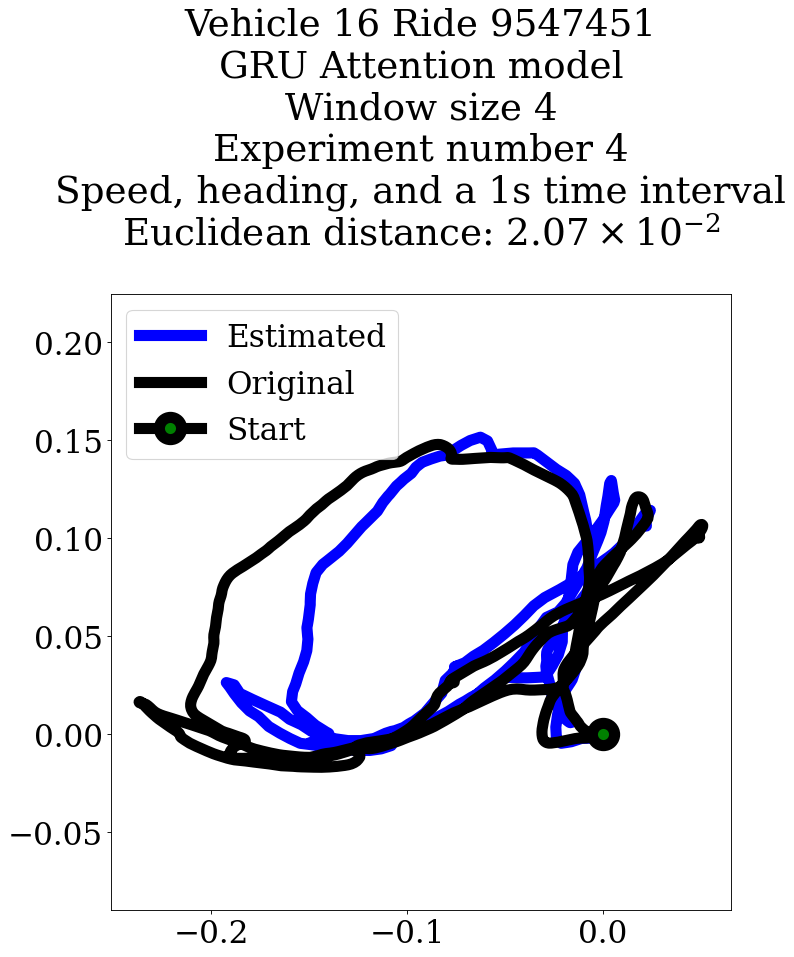 Vehicle 16 Ride 9547451
GRU Attention model
Window size 4
Experiment number 4
Speed, heading, and a 1s time interval
Euclidean distance: 2.07 × 10⁻²
Estimated
Original
Start
0.20
0.15
0.10
0.05
0.00
−0.05
−0.2
−0.1
0.0